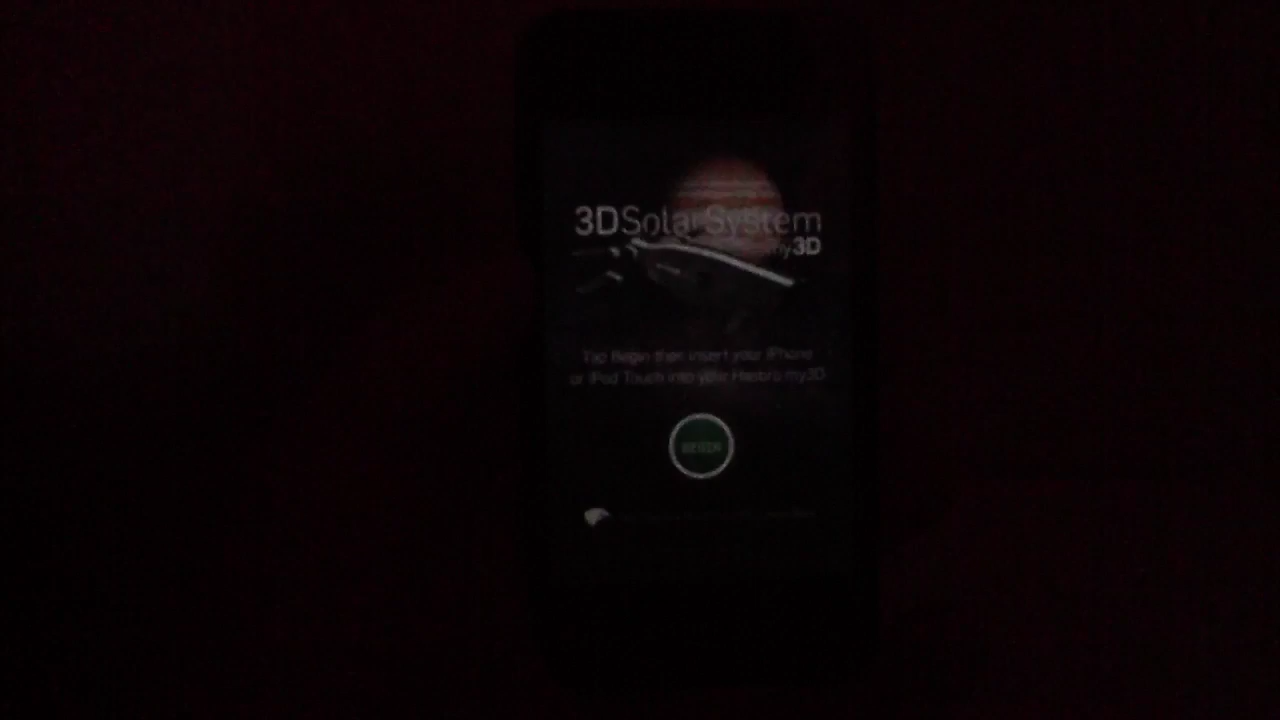 3DSolarSystem
my3D
Tap Begin then insert your iPhone
or iPod Touch into your Hasbro my3D
BEGIN